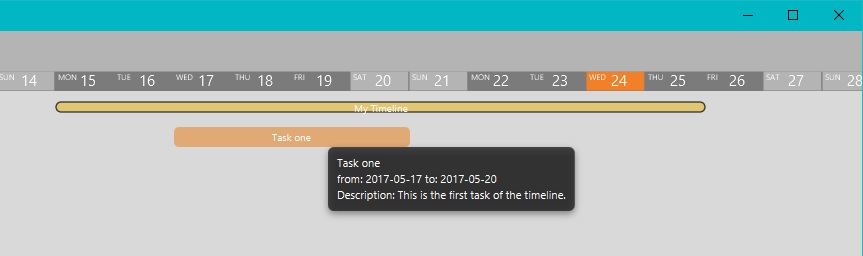 SUN 14 MON 15 TUE 16 WED 17 THU 18 FRI 19 SAT 20 SUN 21 MON 22 TUE 23 WED 24 THU 25 FRI 26 SAT 27 SUN 28
My Timeline
Task one
Task one
from: 2017-05-17 to: 2017-05-20
Description: This is the first task of the timeline.